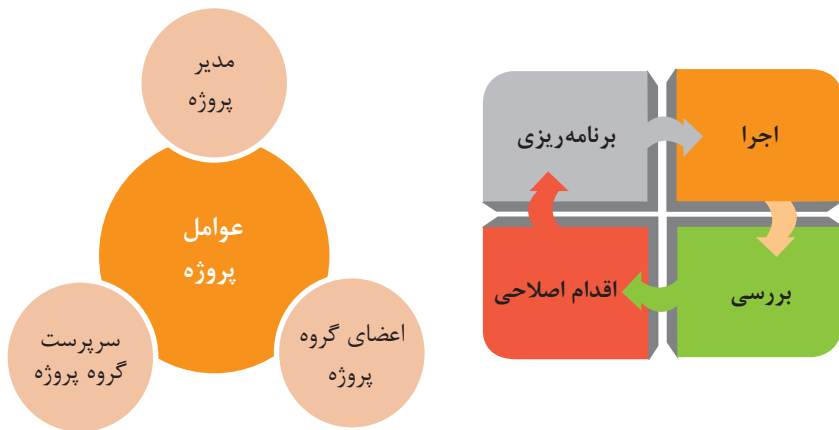 برنامه‌ریزی
اجرا
بررسی
اقدام اصلاحی
مدیر
پروژه
عوامل
پروژه
اعضای گروه
پروژه
سرپرست
گروه پروژه